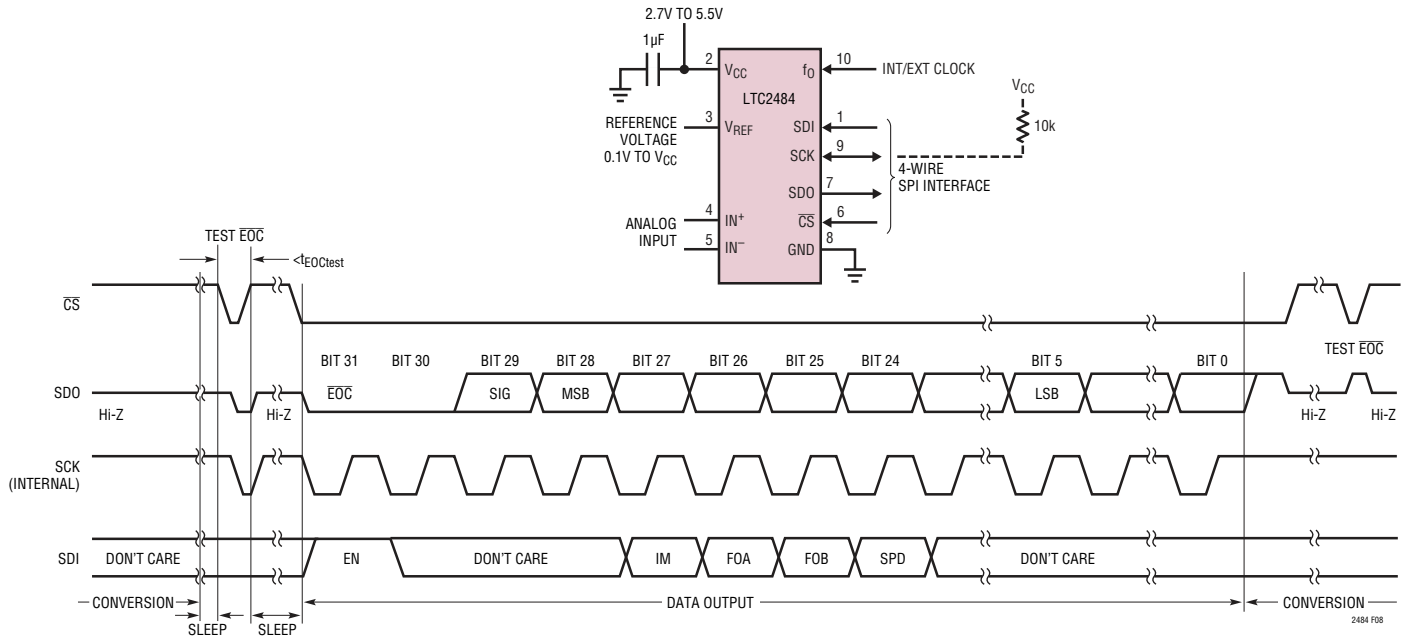 2.7V TO 5.5V
1µF
2
VCC
fO
10
INT/EXT CLOCK
LTC2484
VCC
10k
REFERENCE
VOLTAGE
0.1V TO VCC
3
VREF
SDI
1
SCK
9
4-WIRE
SPI INTERFACE
SDO
7
ANALOG
INPUT
4
IN+
CS
6
5
IN–
GND
8
TEST EOC
<tEOCtest
CS
BIT 31
BIT 30
BIT 29
BIT 28
BIT 27
BIT 26
BIT 25
BIT 24
BIT 5
BIT 0
TEST EOC
SDO
EOC
SIG
MSB
LSB
Hi-Z
Hi-Z
Hi-Z
Hi-Z
SCK
(INTERNAL)
SDI
DON'T CARE
EN
DON'T CARE
IM
FOA
FOB
SPD
DON'T CARE
CONVERSION
DATA OUTPUT
CONVERSION
SLEEP
SLEEP
2484 F08